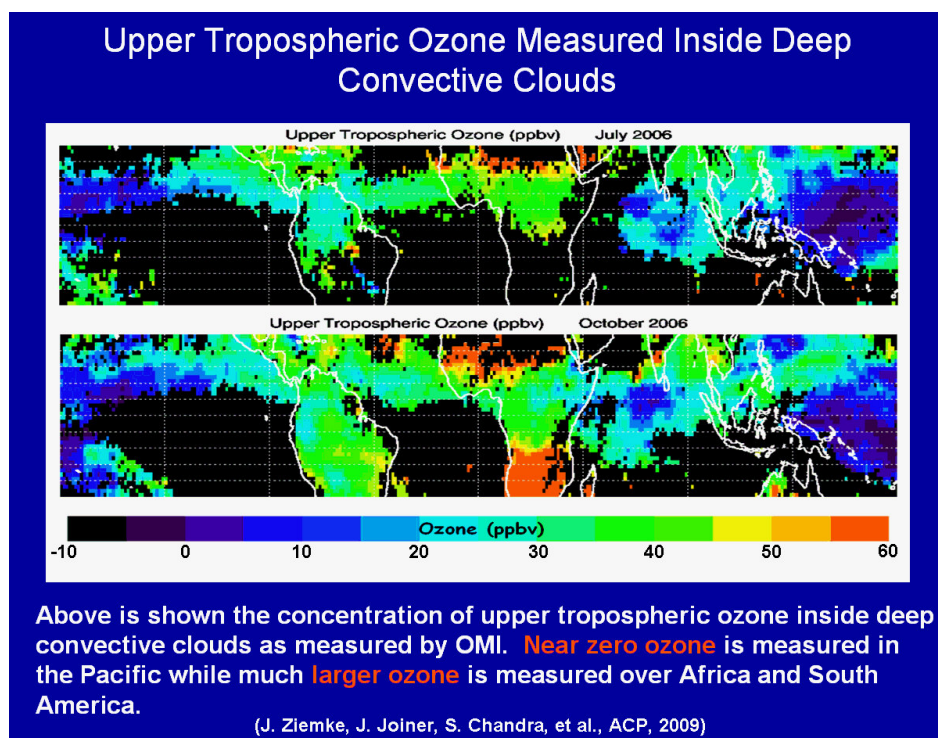 Upper Tropospheric Ozone Measured Inside Deep
Convective Clouds
Upper Tropospheric Ozone (ppbv) July 2006
Upper Tropospheric Ozone (ppbv) October 2006
Ozone (ppbv)
-10 0 10 20 30 40 50 60
Above is shown the concentration of upper tropospheric ozone inside deep
convective clouds as measured by OMI. Near zero ozone is measured in
the Pacific while much larger ozone is measured over Africa and South
America.
(J. Ziemke, J. Joiner, S. Chandra, et al., ACP, 2009)